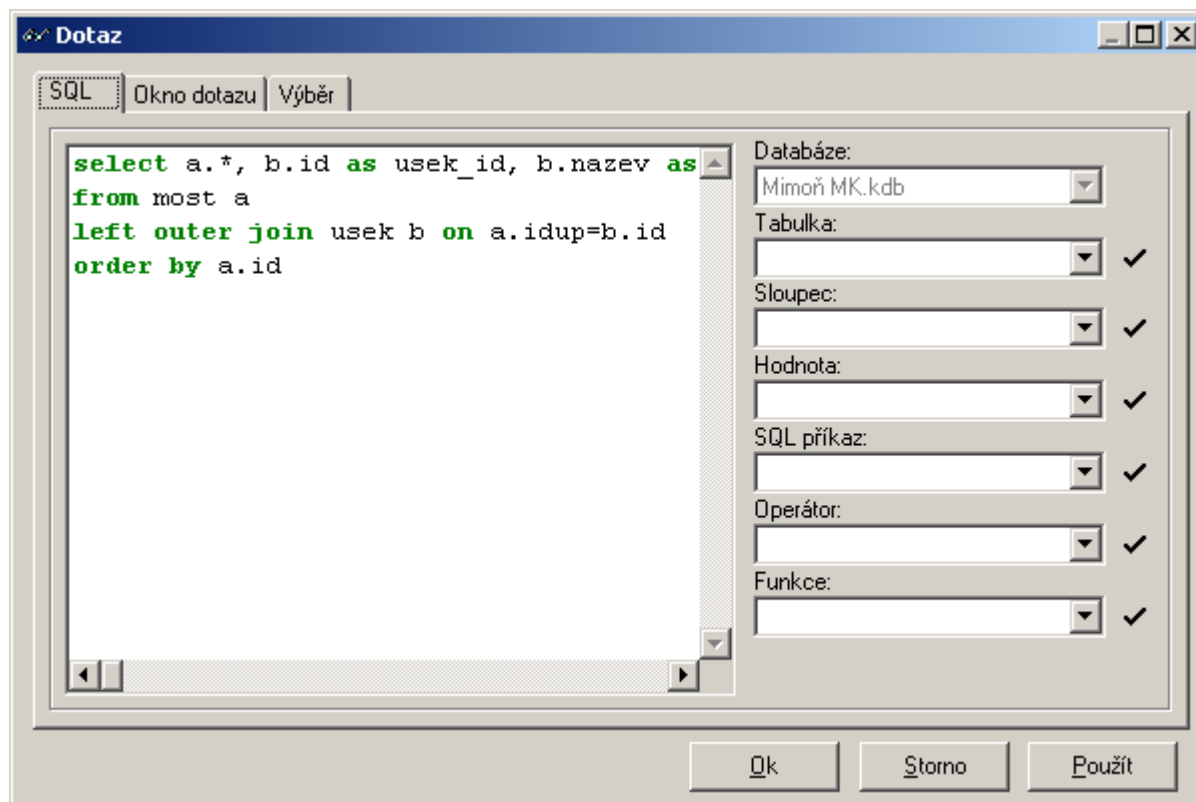 Dotaz
SQL
Okno dotazu
Výběr
select a.*, b.id as usek_id, b.nazev as
from most a
left outer join usek b on a.idup=b.id
order by a.id
Databáze:
Mimoň MK.kdb
Tabulka:
Sloupec:
Hodnota:
SQL příkaz:
Operátor:
Funkce:
Ok
Storno
Použít